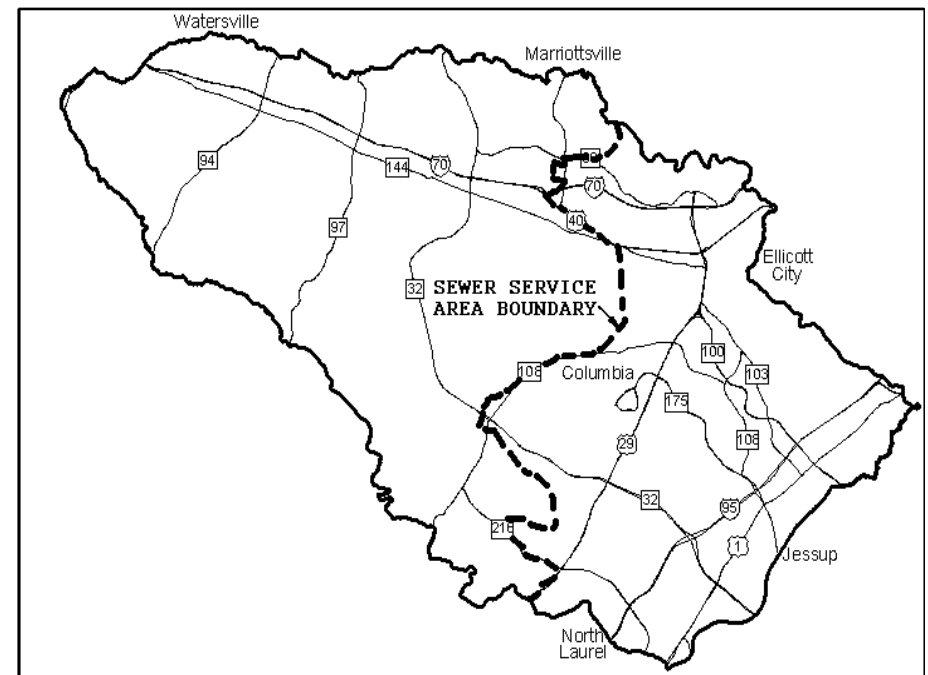 Watersville
Marriottsville
99
94
144
70
70
40
97
Ellicott
City
32
SEWER SERVICE
AREA BOUNDARY
100
108
Columbia
103
175
29
108
32
95
216
1
Jessup
North
Laurel